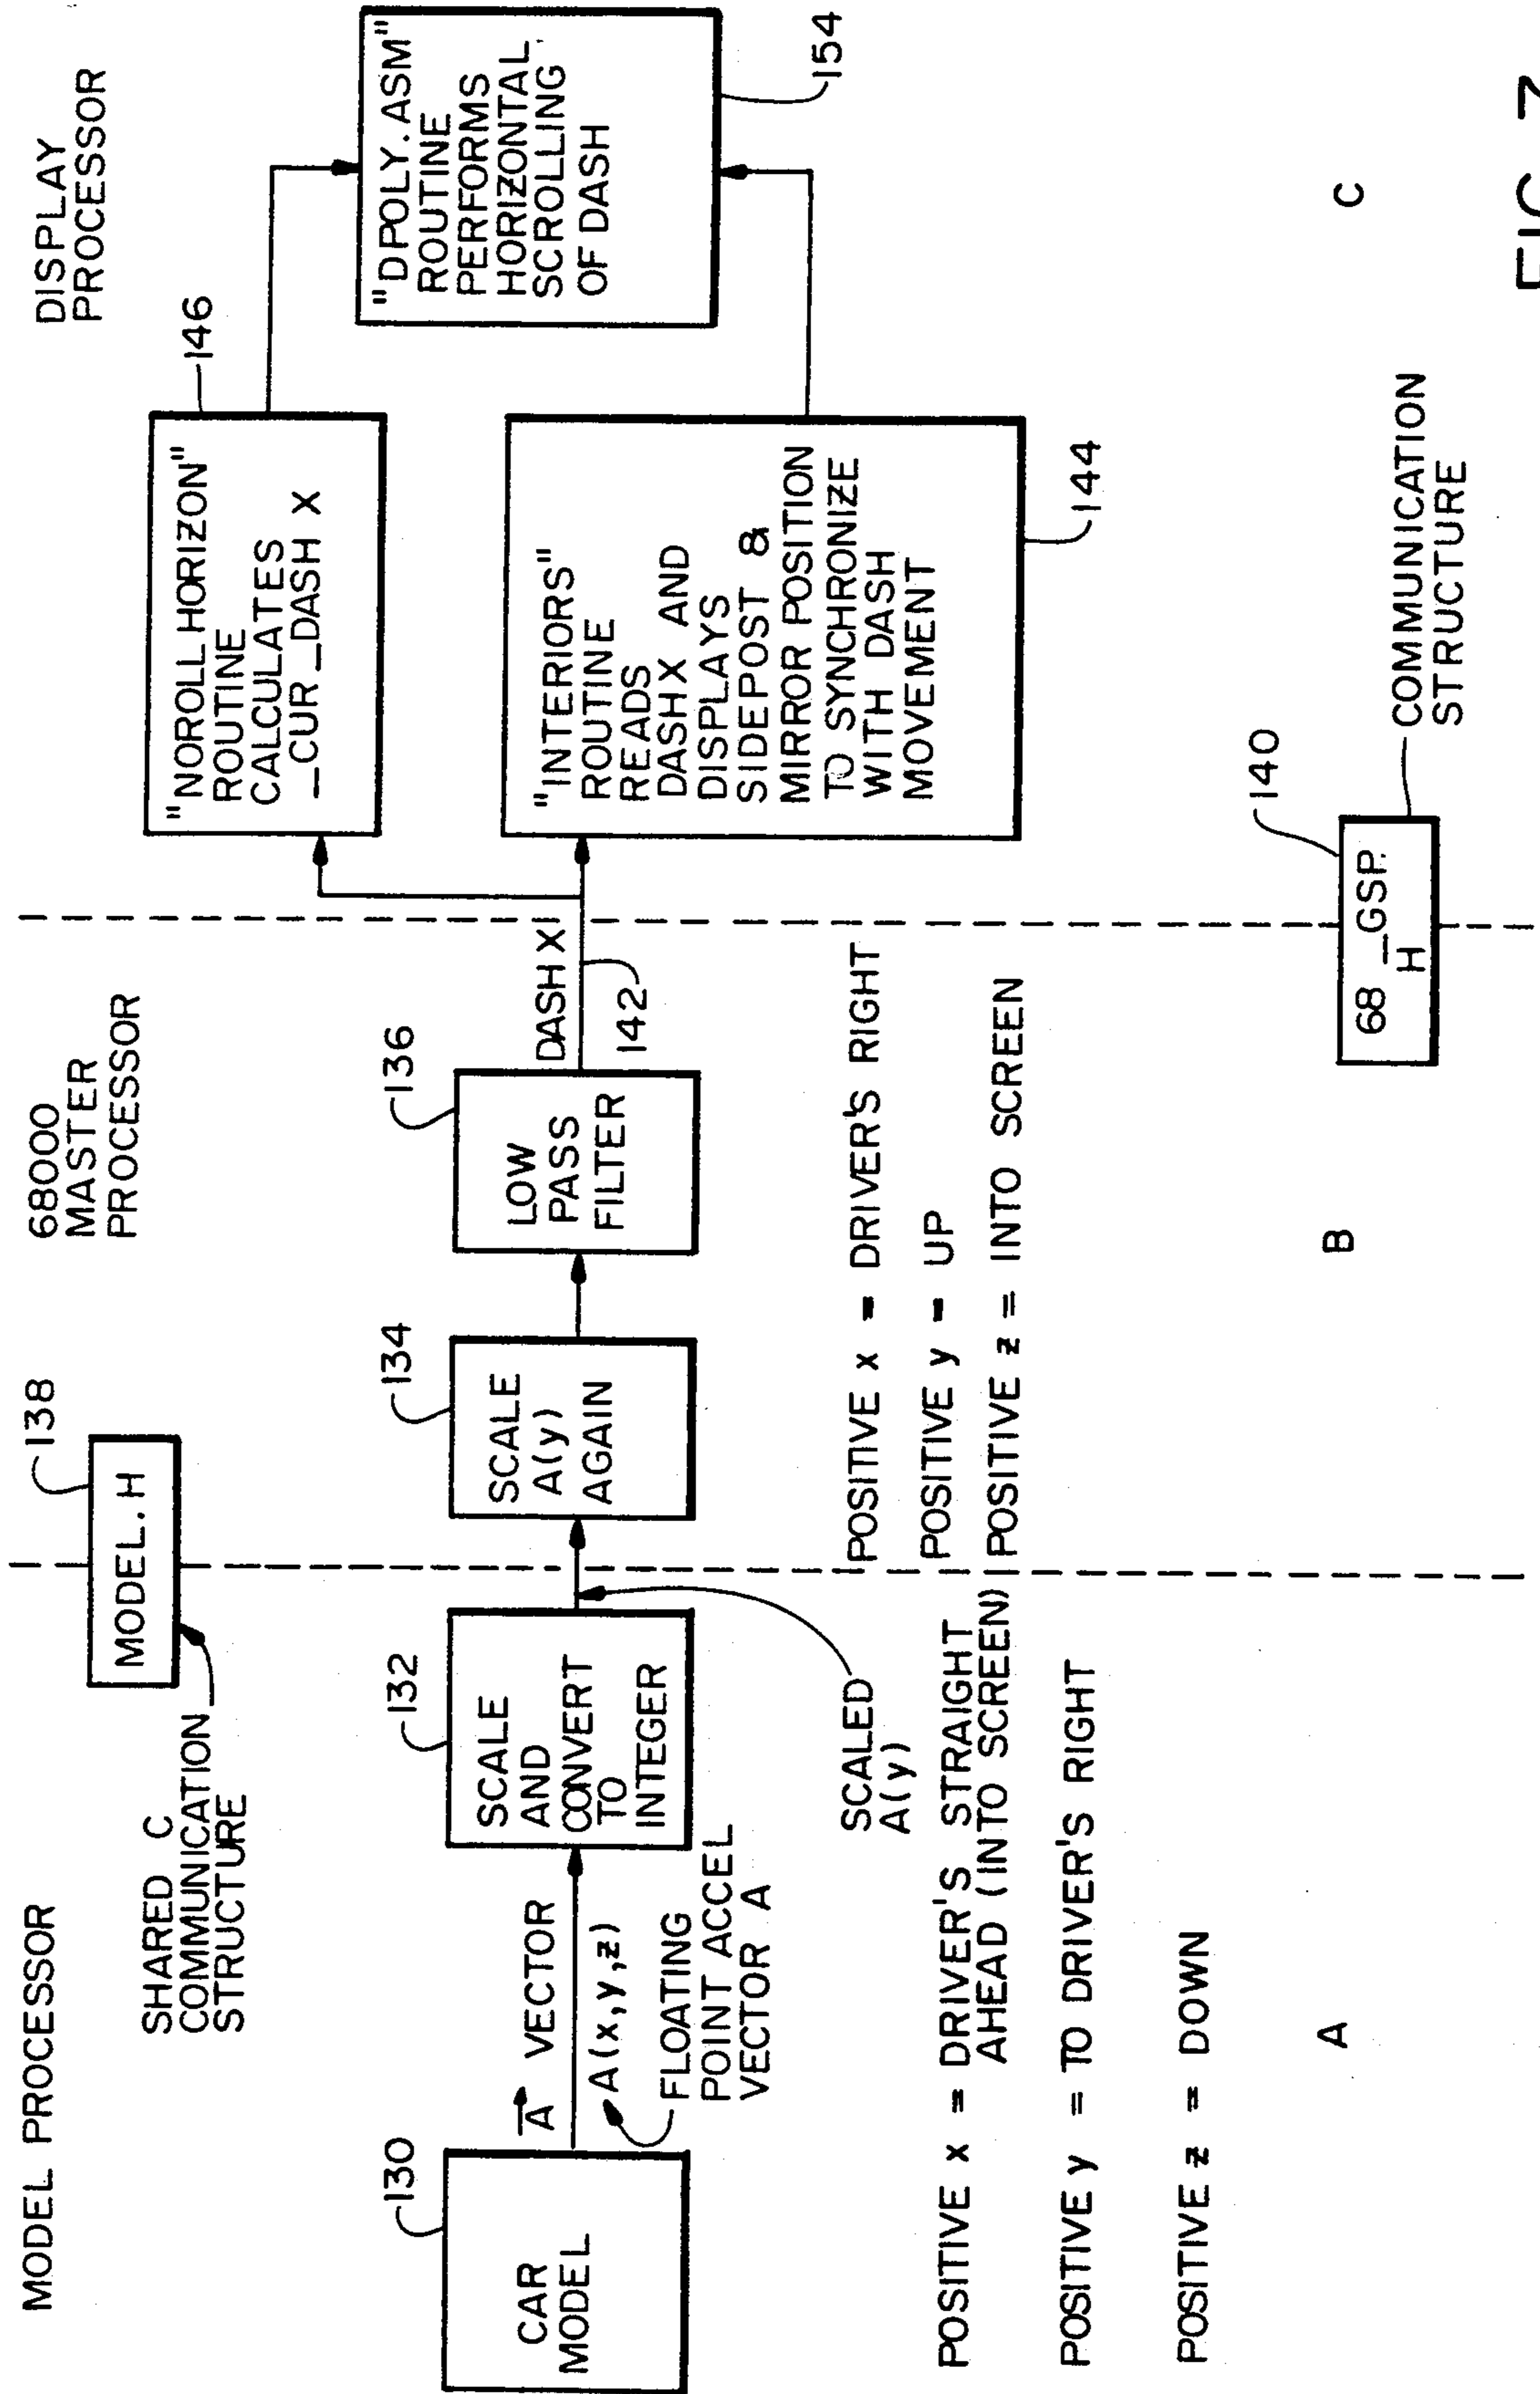 MODEL PROCESSOR
SHARED C
COMMUNICATION
STRUCTURE
138
MODEL.H
68000
MASTER
PROCESSOR
DISPLAY
PROCESSOR
130
CAR
MODEL
A VECTOR
A(x,y,z)
FLOATING
POINT ACCEL
VECTOR A
132
SCALE
AND
CONVERT
TO
INTEGER
SCALED
A(y)
134
SCALE
A(y)
AGAIN
136
LOW
PASS
FILTER
DASH X
142
146
"NOROLLHORIZON"
ROUTINE
CALCULATES
_CUR_DASH X
"INTERIORS"
ROUTINE
READS
DASHX AND
DISPLAYS
SIDEPOST &
MIRROR POSITION
TO SYNCHRONIZE
WITH DASH
MOVEMENT
144
"DPOLY.ASM"
ROUTINE
PERFORMS
HORIZONTAL
SCROLLING
OF DASH
154
POSITIVE x = DRIVER'S STRAIGHT
AHEAD (INTO SCREEN)
POSITIVE y = TO DRIVER'S RIGHT
POSITIVE z = DOWN
POSITIVE x = DRIVER'S RIGHT
POSITIVE y = UP
POSITIVE z = INTO SCREEN
140
68_GSP.
H
COMMUNICATION
STRUCTURE
A
B
C
FIG. 7